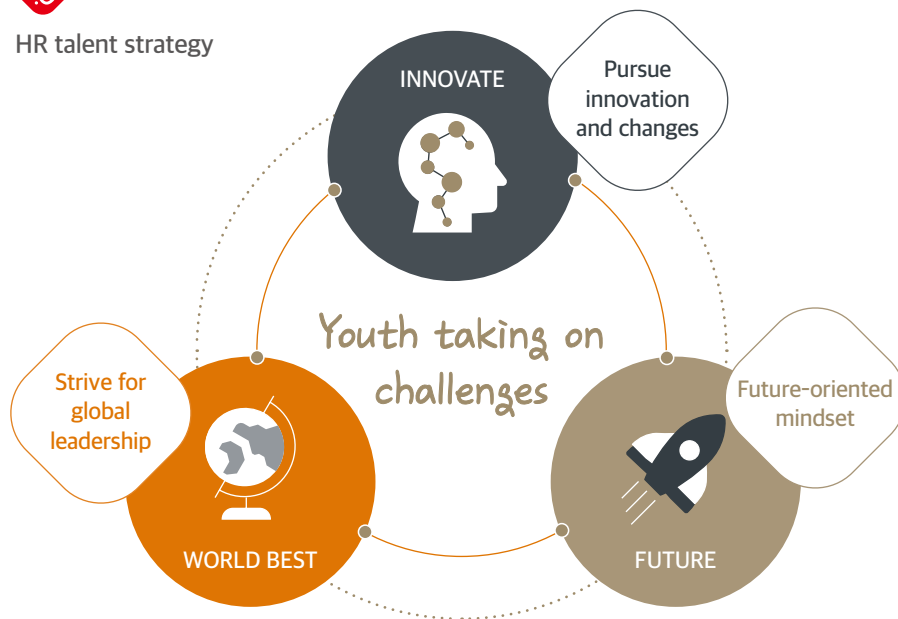 HR talent strategy
INNOVATE
Pursue
innovation
and changes
Youth taking on
challenges
Strive for
global
leadership
WORLD BEST
Future-oriented
mindset
FUTURE